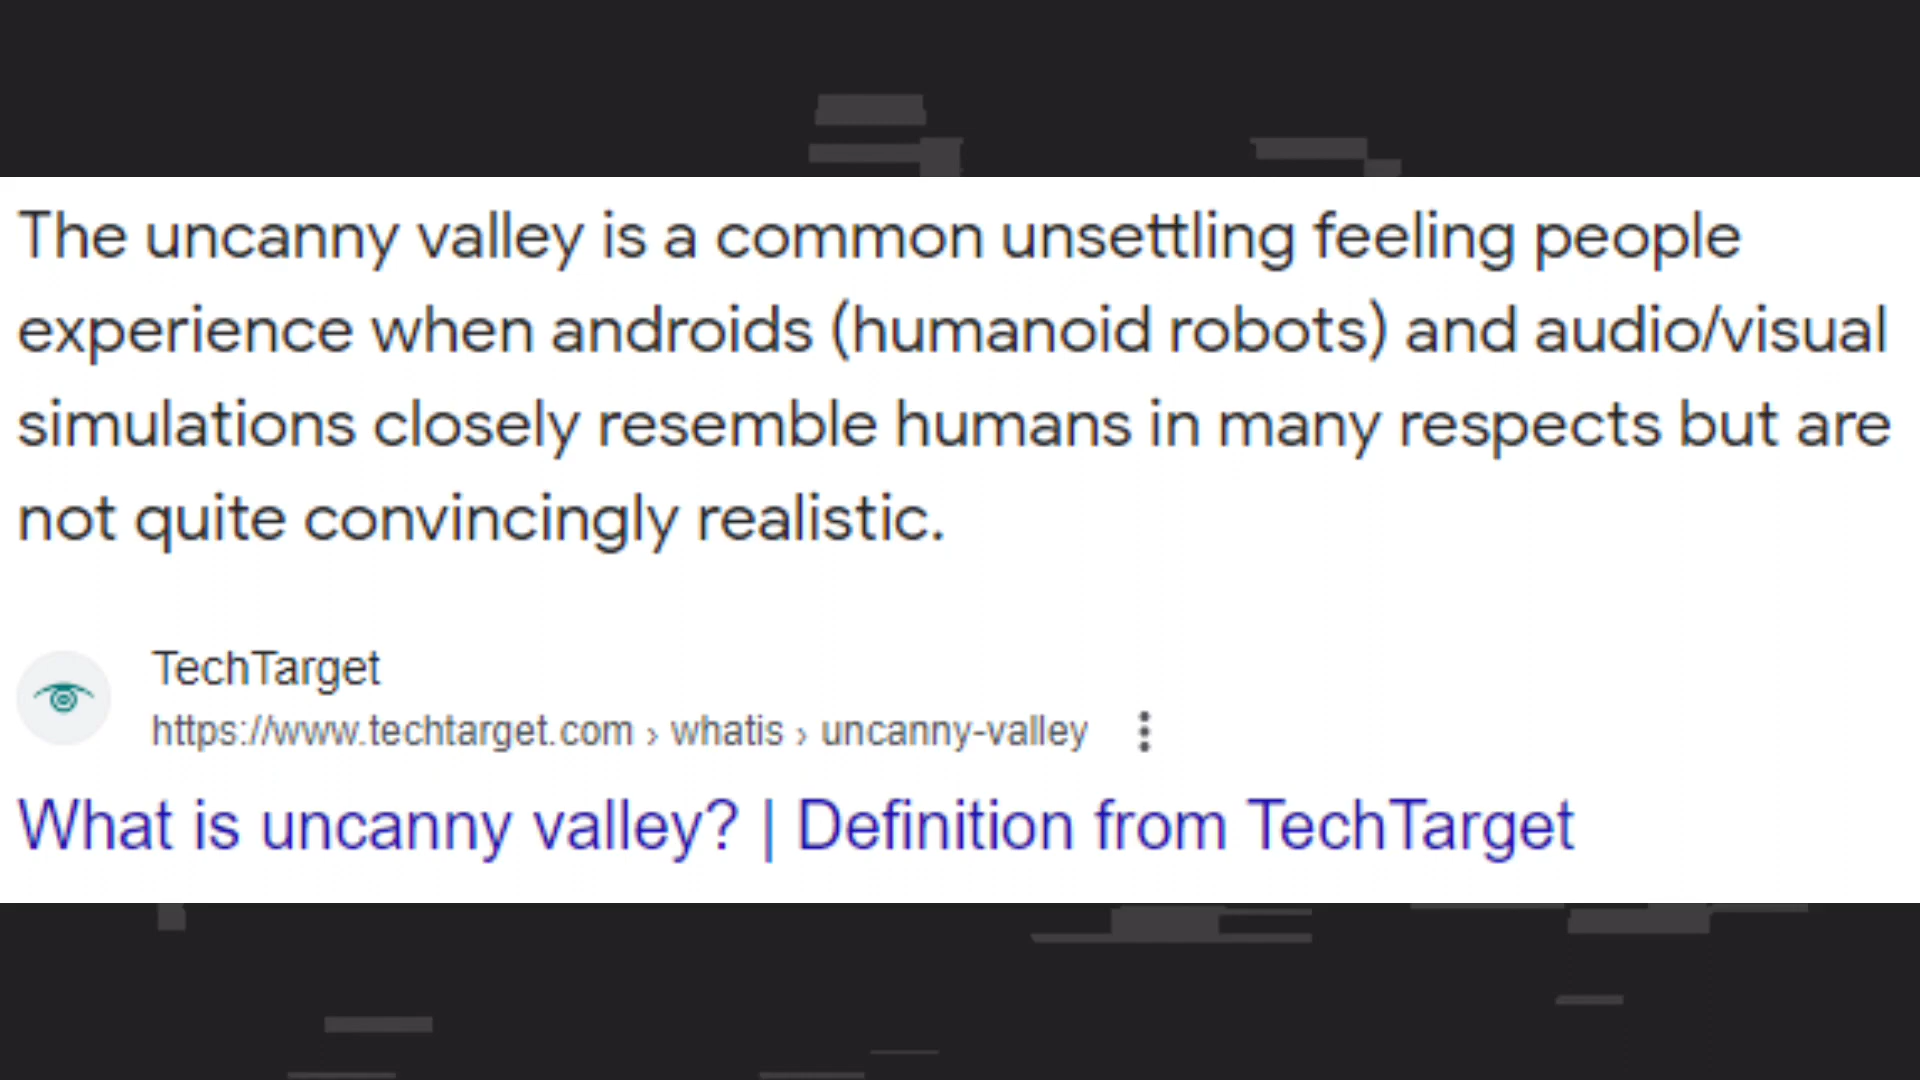 The uncanny valley is a common unsettling feeling people
experience when androids (humanoid robots) and audio/visual
simulations closely resemble humans in many respects but are
not quite convincingly realistic.
TechTarget
https://www.techtarget.com › whatis › uncanny-valley
What is uncanny valley? | Definition from TechTarget